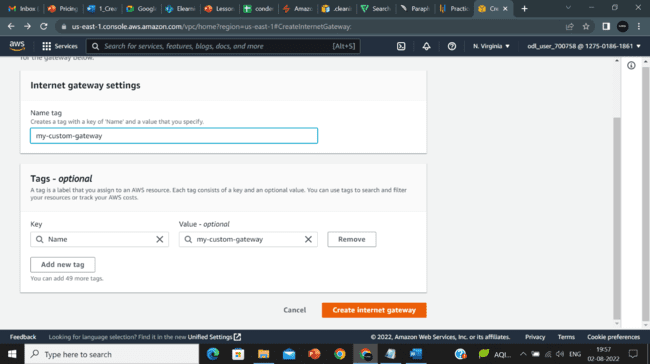 Inbox
Pricing
1_Crea
Googl
Elearn
Lesson
conde
Amazo
.clean
Search
Paraph
Practi
Crea
us-east-1.console.aws.amazon.com/vpc/home?region=us-east-1#CreateInternetGateway:
aws
Services
Search for services, features, blogs, docs, and more
[Alt+S]
N. Virginia
odl_user_700758 @ 1275-0186-1861
for the gateway below.
Internet gateway settings
Name tag
Creates a tag with a key of 'Name' and a value that you specify.
my-custom-gateway
Tags - optional
A tag is a label that you assign to an AWS resource. Each tag consists of a key and an optional value. You can use tags to search and filter
your resources or track your AWS costs.
Key
Value - optional
Name
my-custom-gateway
Remove
Add new tag
You can add 49 more tags.
Cancel
Create internet gateway
Feedback
Looking for language selection? Find it in the new Unified Settings
© 2022, Amazon Web Services, Inc. or its affiliates.
Privacy
Terms
Cookie preferences
Type here to search
AQI...
ENG
19:57
02-08-2022